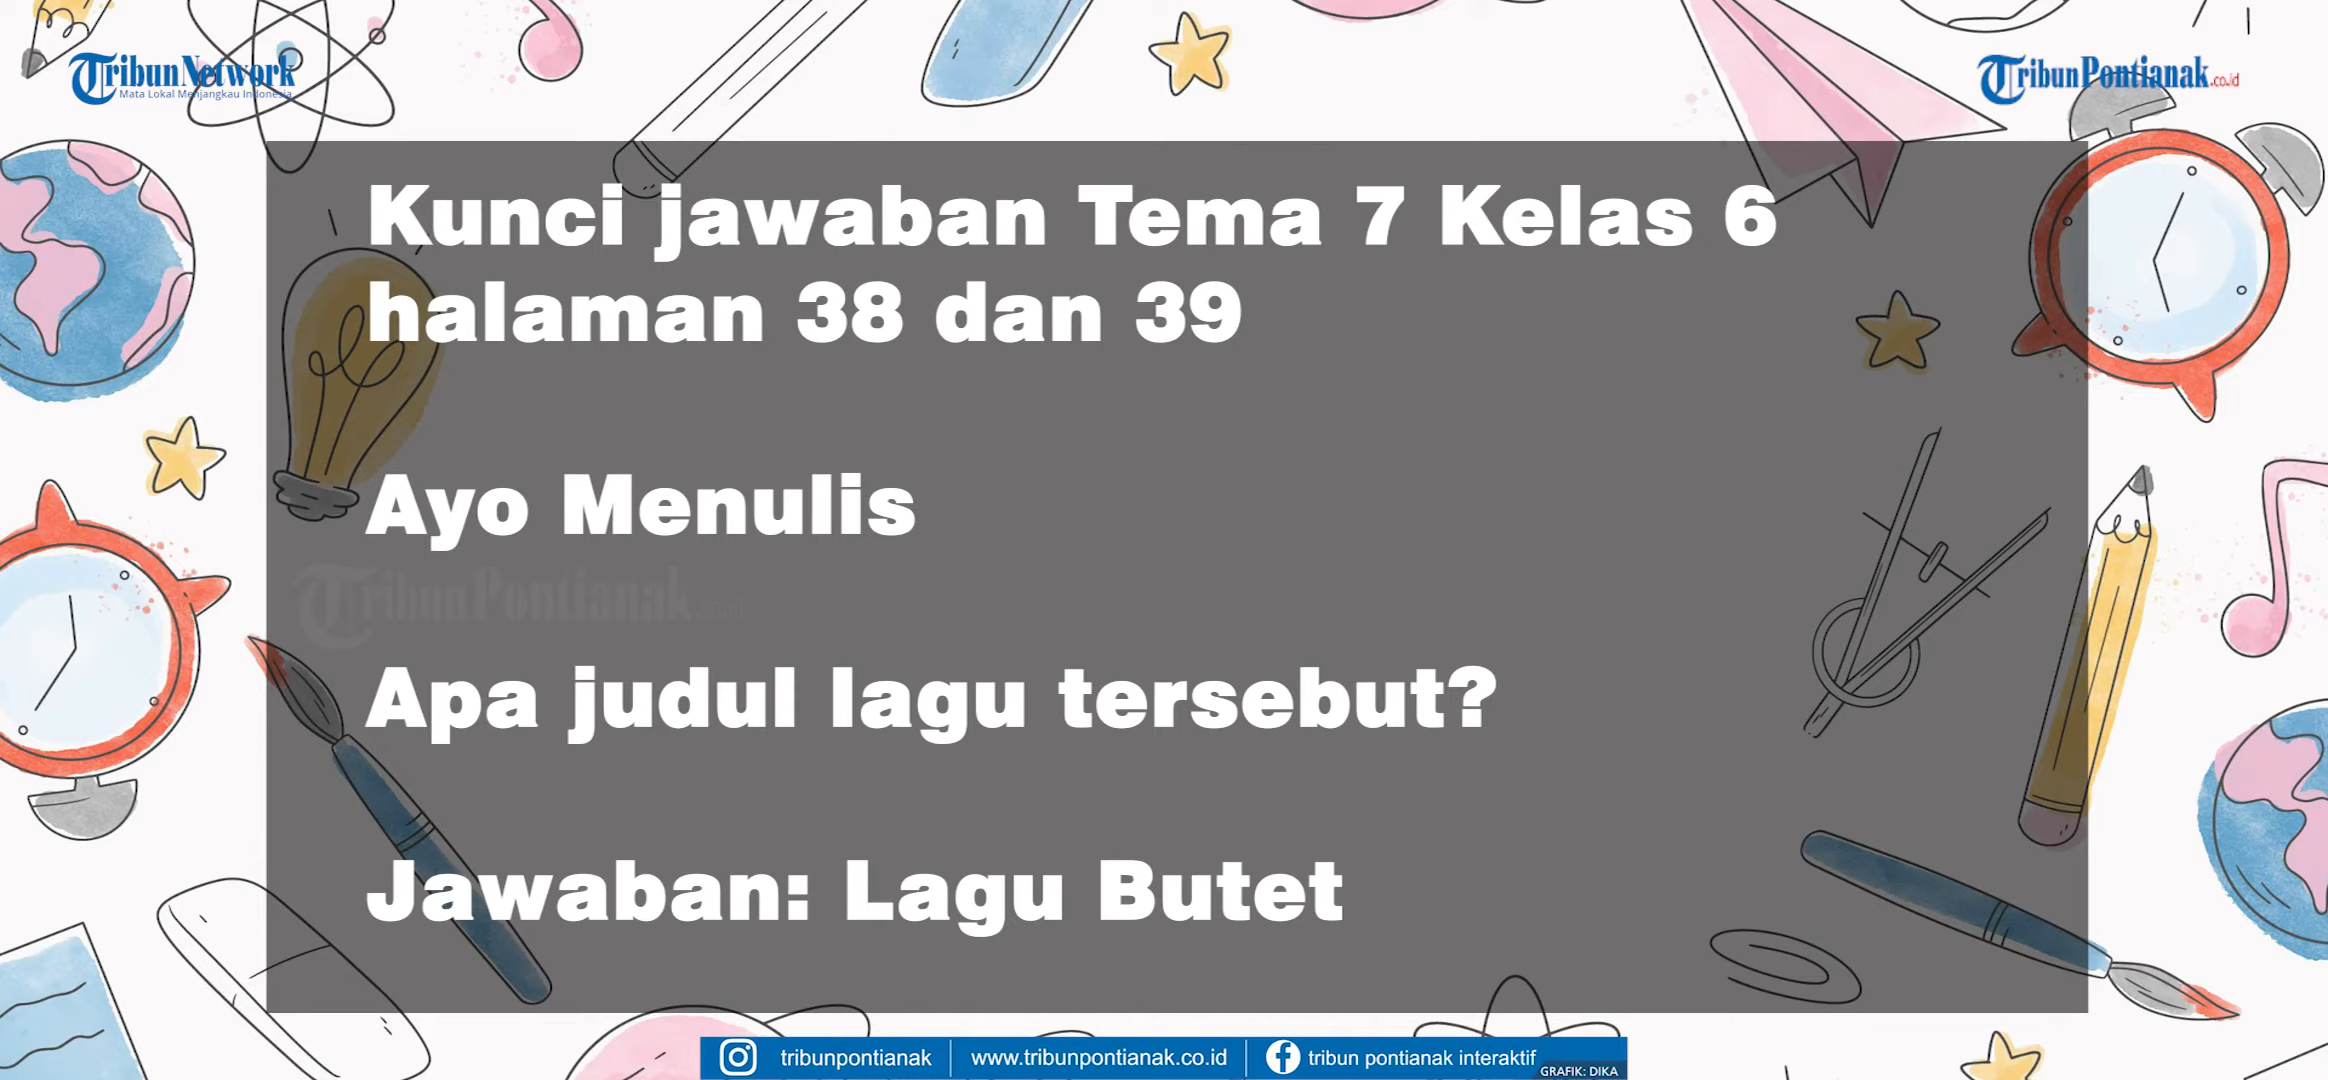 TribunNetwork
Mata Lokal Menjangkau Indonesia
TribunPontianak.co.id
Kunci jawaban Tema 7 Kelas 6
halaman 38 dan 39
Ayo Menulis
TribunPontianak.co.id
Apa judul lagu tersebut?
Jawaban: Lagu Butet
tribunpontianak
www.tribunpontianak.co.id
tribun pontianak interaktif
GRAFIK: DIKA